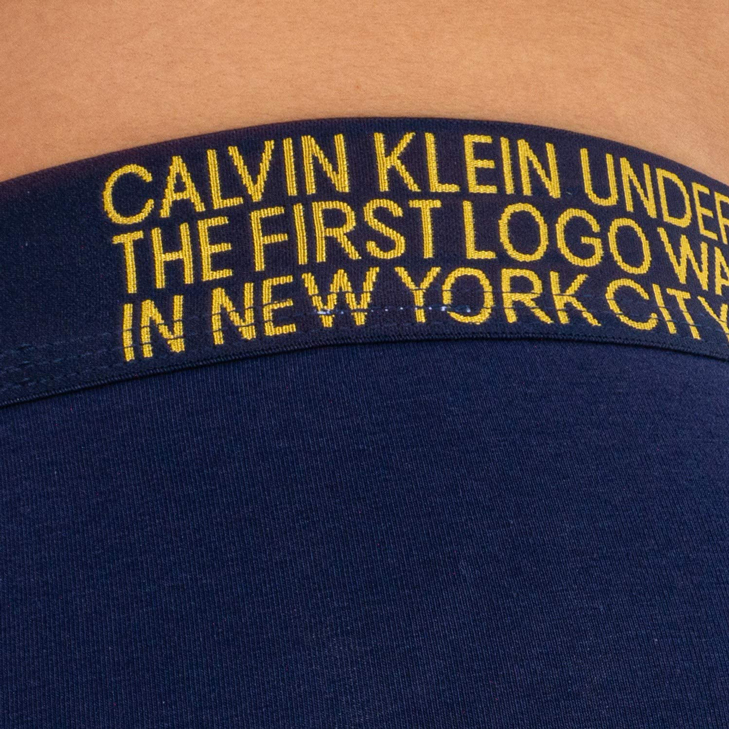 CALVIN KLEIN UNDER
THE FIRST LOGO WA
IN NEW YORK CITY